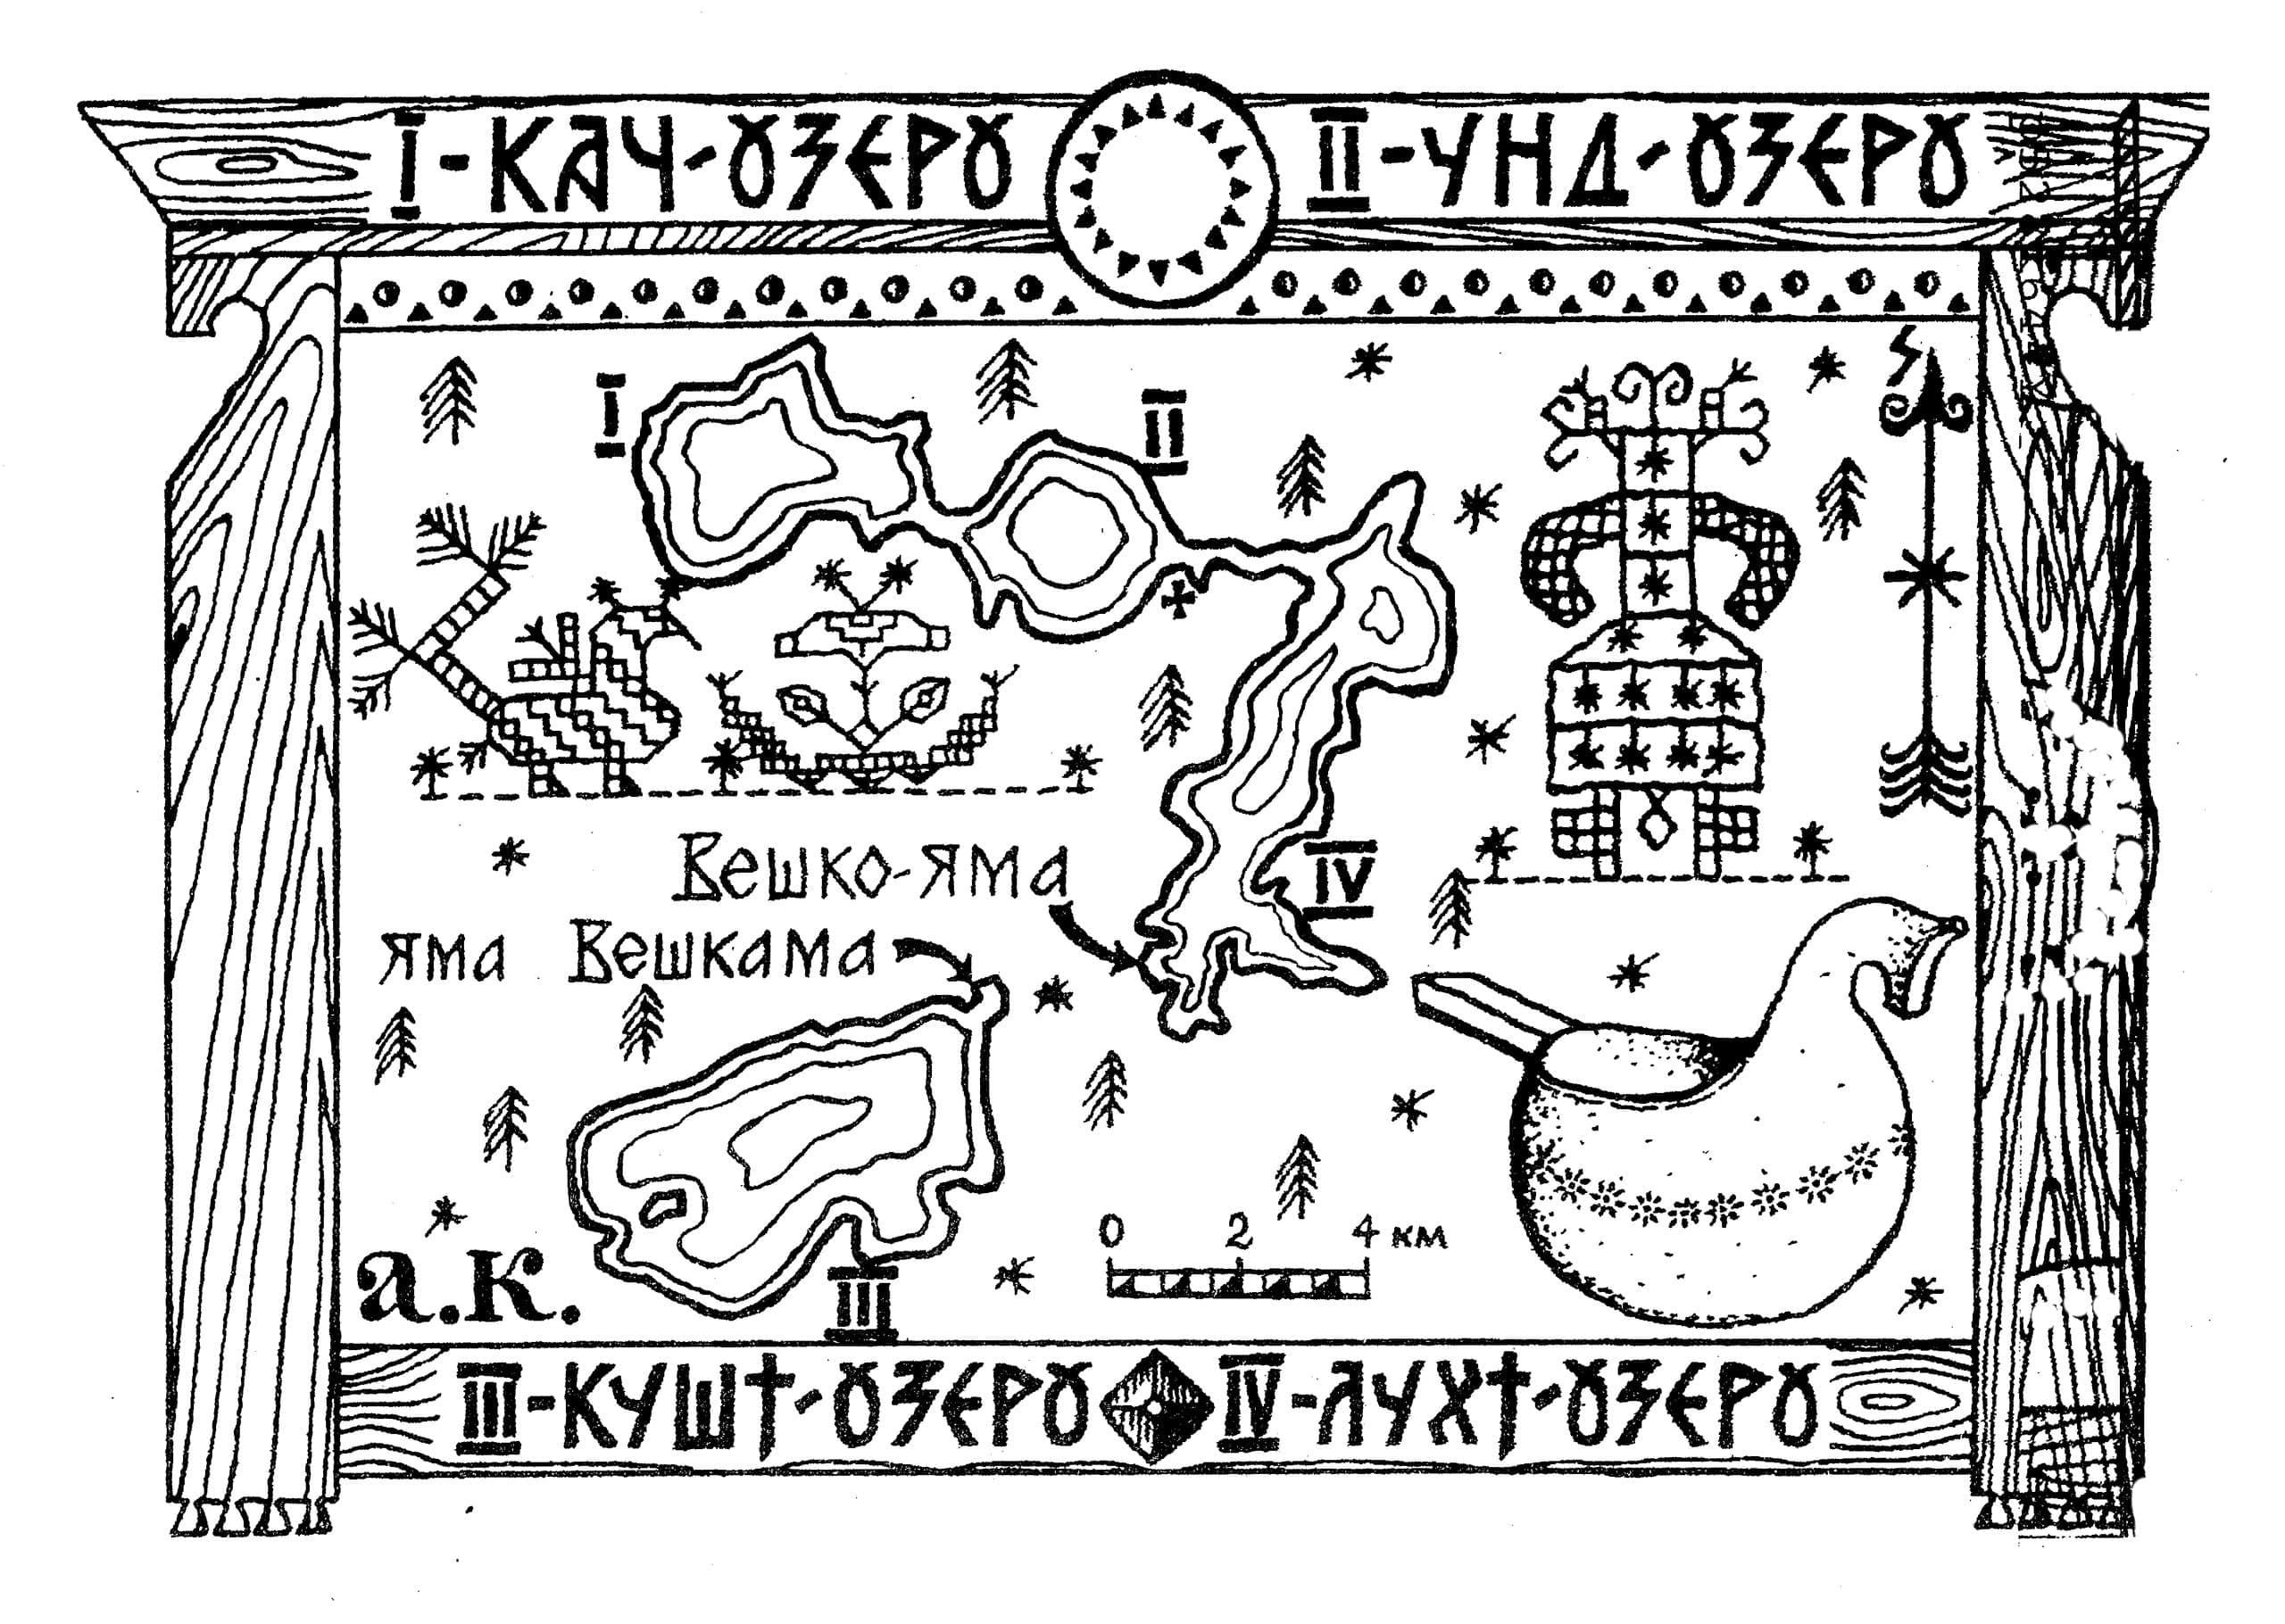 I-КАЧ-ОЗЕРО II-УНД-ОЗЕРО
I
II
С
IV
Вешко-яма
яма Вешкама
0 2 4 км
а.к.
III
III-КУШТ-ОЗЕРО IV-ЛУХТ-ОЗЕРО